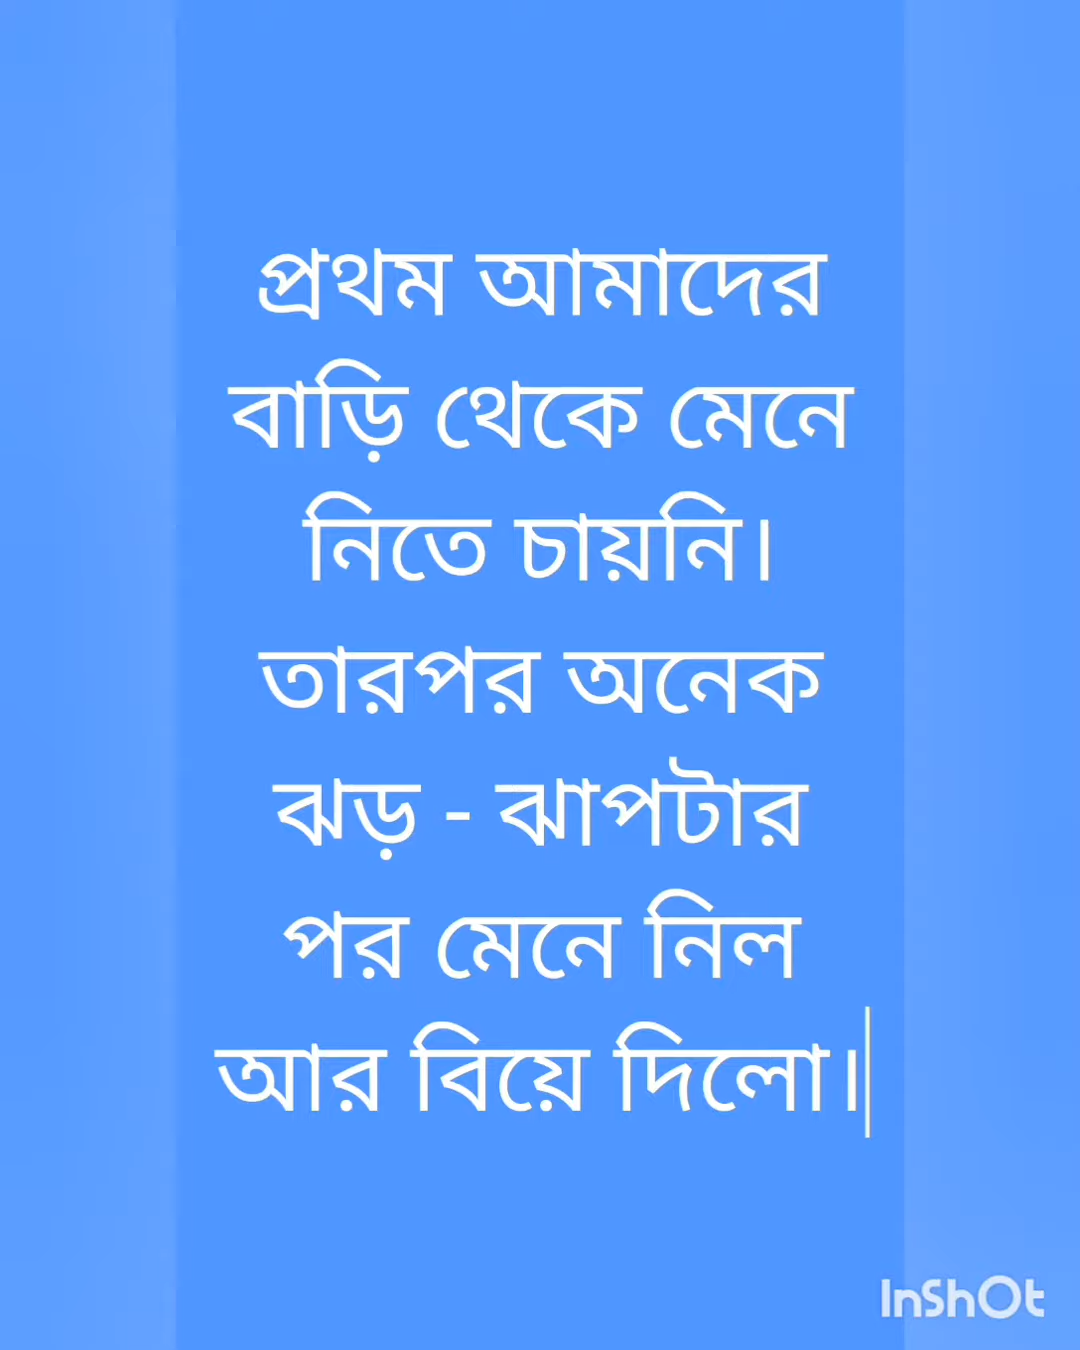 প্রথম আমাদের
বাড়ি থেকে মেনে
নিতে চায়নি।
তারপর অনেক
ঝড় - ঝাপটার
পর মেনে নিল
আর বিয়ে দিলো।
InShOt